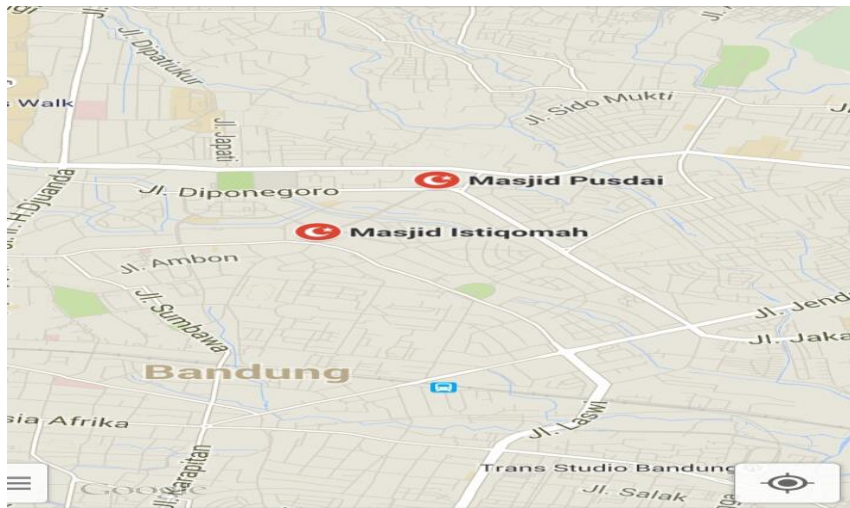 Jl. Dipatiukur
s Walk
Jl. Japati
Jl. Sido Mukti
Masjid Pusdai
Jl. Diponegoro
Jl. Ir. H.Djuanda
Masjid Istiqomah
Jl. Ambon
Jl. Sumbawa
Jl. Jend
Jl. Jaka
Bandung
sia Afrika
Jl. Laswi
Jl. Karapitan
Trans Studio Bandung
Jl. Salak
Google